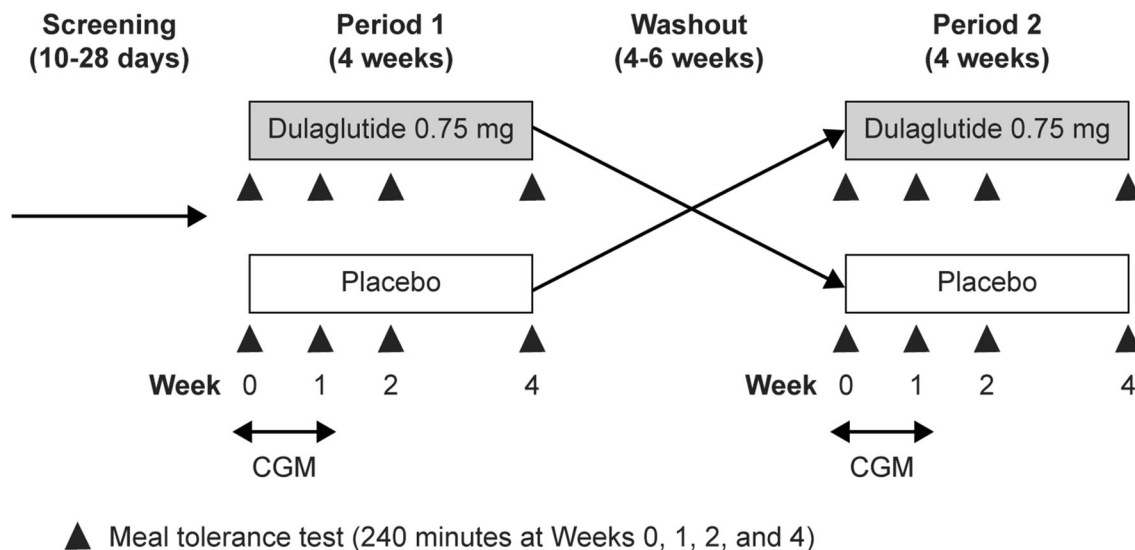 Screening
(10-28 days)
Period 1
(4 weeks)
Washout
(4-6 weeks)
Period 2
(4 weeks)
Dulaglutide 0.75 mg
Dulaglutide 0.75 mg
Placebo
Placebo
Week 0 1 2 4
Week 0 1 2 4
CGM
CGM
▲ Meal tolerance test (240 minutes at Weeks 0, 1, 2, and 4)